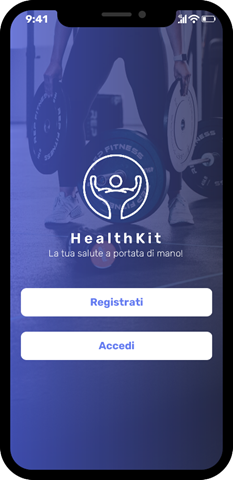 9:41
HealthKit
La tua salute a portata di mano!
Registrati
Accedi